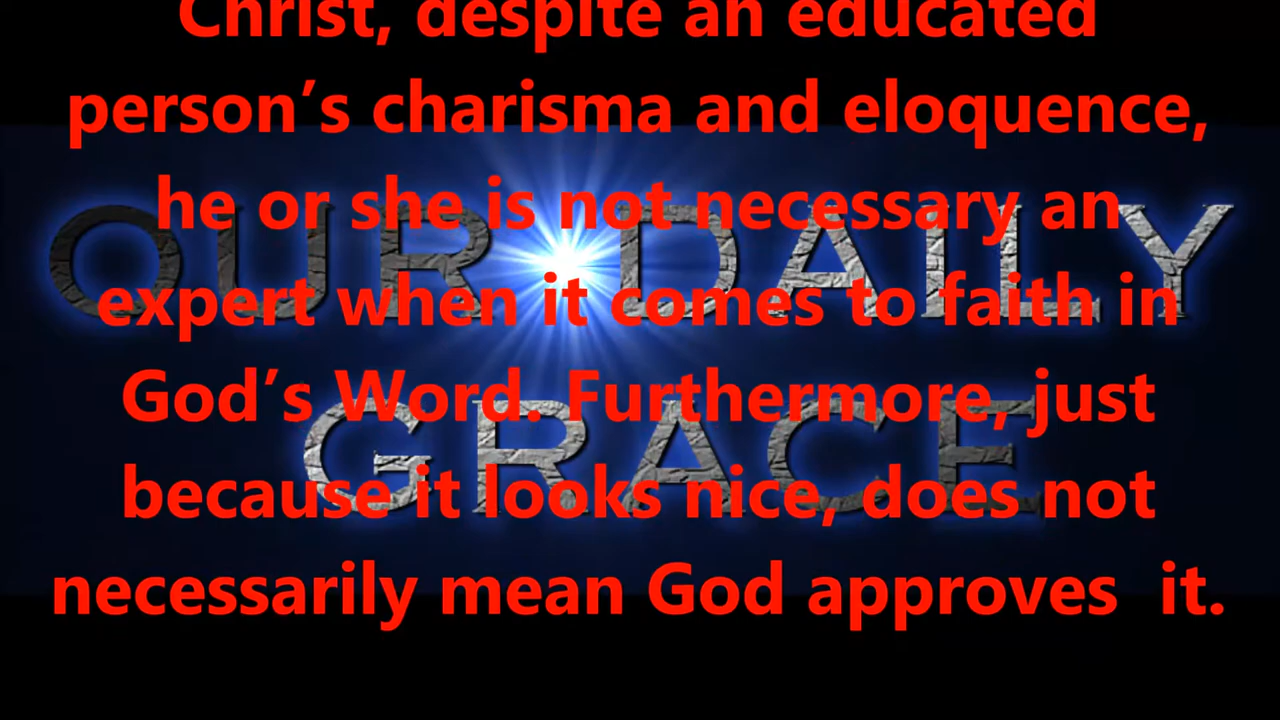 Christ, despite an educated
person’s charisma and eloquence,
he or she is not necessary an
expert when it comes to faith in
God’s Word. Furthermore, just
because it looks nice, does not
necessarily mean God approves  it.
OUR DAILY
GRACE